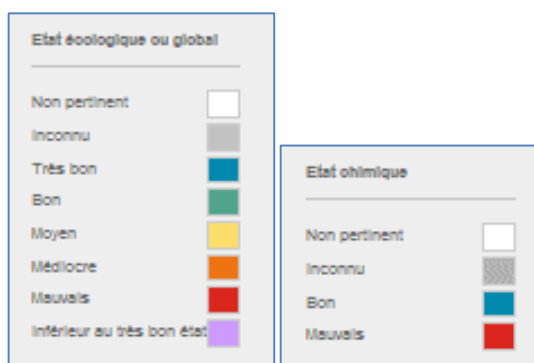 Etat écologique ou global
Non pertinent
Inconnu
Très bon
Bon
Moyen
Médiocre
Mauvais
Inférieur au très bon état
Etat chimique
Non pertinent
Inconnu
Bon
Mauvais